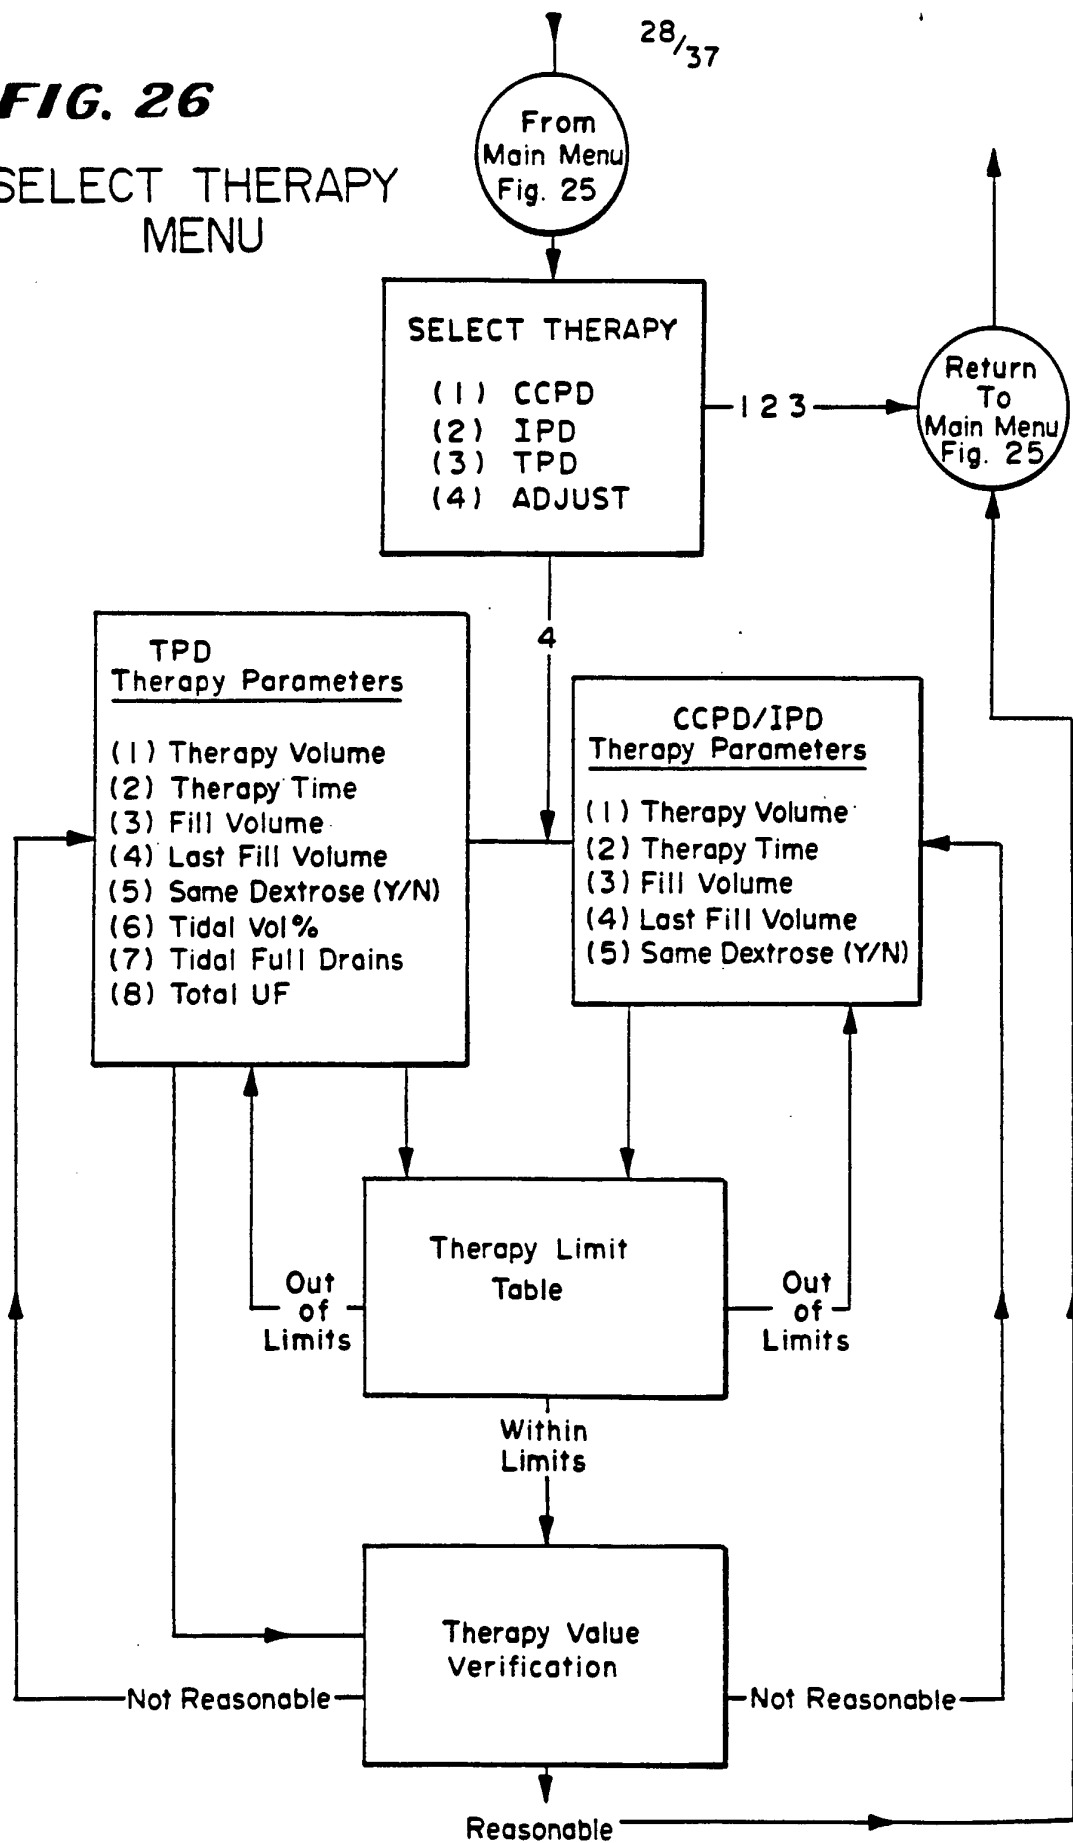 28/37
FIG. 26
SELECT THERAPY
MENU
From
Main Menu
Fig. 25
SELECT THERAPY
(1) CCPD
(2) IPD
(3) TPD
(4) ADJUST
1 2 3
Return
To
Main Menu
Fig. 25
4
TPD
Therapy Parameters
(1) Therapy Volume
(2) Therapy Time
(3) Fill Volume
(4) Last Fill Volume
(5) Same Dextrose (Y/N)
(6) Tidal Vol%
(7) Tidal Full Drains
(8) Total UF
CCPD/IPD
Therapy Parameters
(1) Therapy Volume
(2) Therapy Time
(3) Fill Volume
(4) Last Fill Volume
(5) Same Dextrose (Y/N)
Therapy Limit
Table
Out
of
Limits
Out
of
Limits
Within
Limits
Therapy Value
Verification
Not Reasonable
Not Reasonable
Reasonable